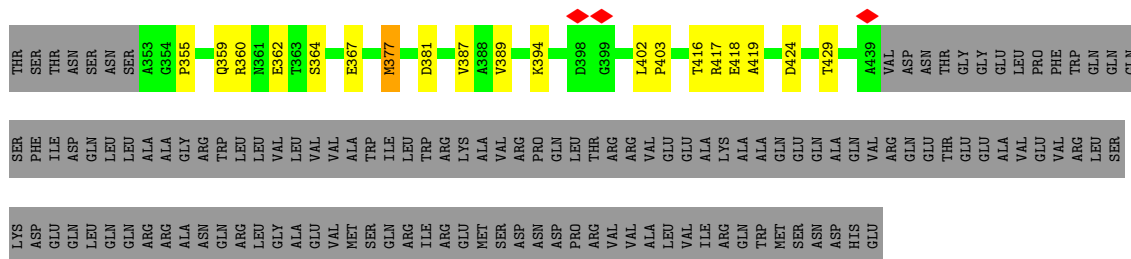 THR SER THR ASN SER ASN SER A353 G354 P355 Q359 R360 N361 E362 T363 S364 E367 M377 D381 V387 A388 V389 K394 D398 G399 L402 P403 T416 R417 E418 A419 D424 T429 A439 VAL ASP ASN THR GLY GLY GLU LEU PRO PHE TRP GLN GLN GLN
SER PHE ILE ASP GLN LEU LEU ALA ALA GLY ARG TRP LEU LEU VAL LEU VAL VAL ALA TRP ILE LEU TRP ARG LYS ALA VAL ARG PRO GLN LEU THR ARG ARG VAL GLU GLU ALA LYS ALA ALA GLN GLU GLN ALA GLN VAL ARG GLN GLU THR GLU GLU ALA VAL GLU VAL ARG LEU SER
LYS ASP GLU GLN LEU GLN GLN ARG ARG ALA ASN GLN ARG LEU GLY ALA GLU VAL MET SER GLN ARG ILE ARG GLU MET SER ASP ASN ASP PRO ARG VAL VAL ALA LEU VAL ILE ARG GLN TRP MET SER ASN ASP HIS GLU